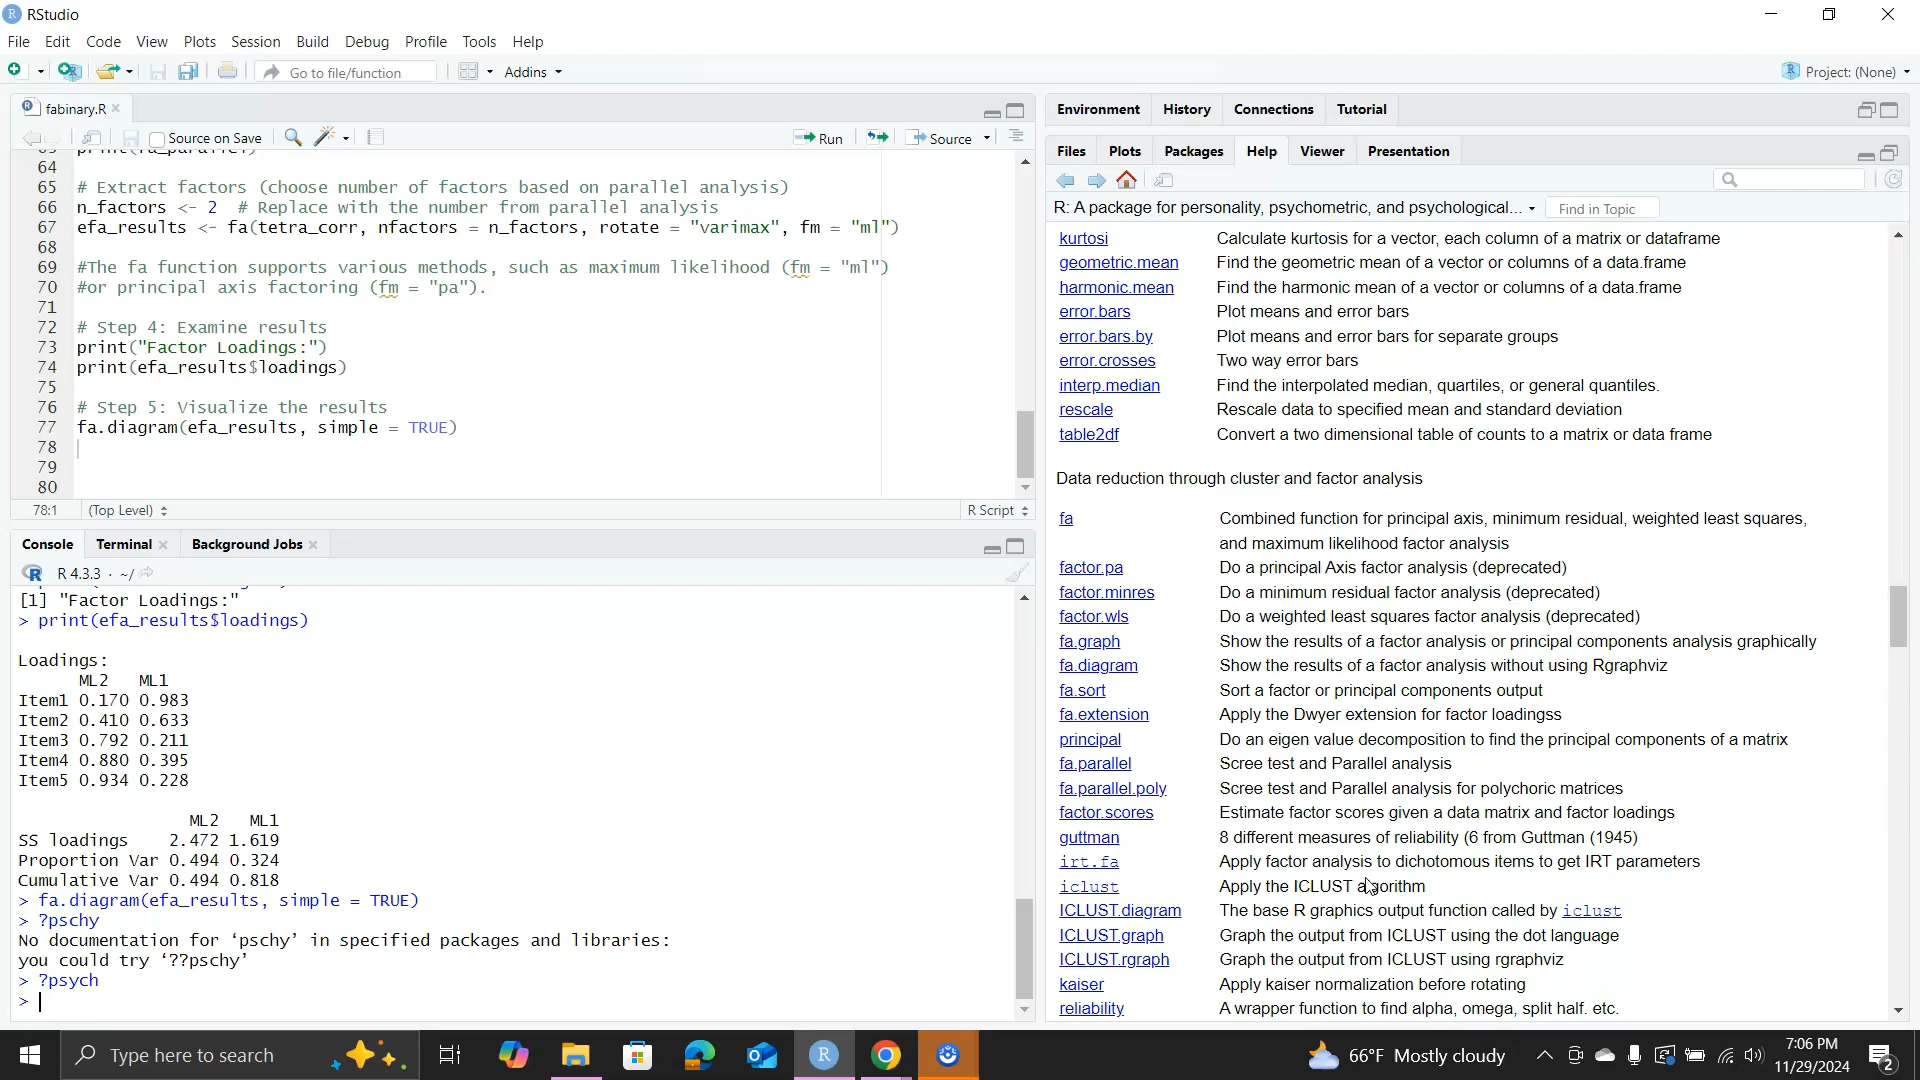 RStudio
File Edit Code View Plots Session Build Debug Profile Tools Help
Go to file/function Addins Project: (None)
fabinary.R
Source on Save Run Source
63 print(fa_parallel)
64
65 # Extract factors (choose number of factors based on parallel analysis)
66 n_factors <- 2 # Replace with the number from parallel analysis
67 efa_results <- fa(tetra_corr, nfactors = n_factors, rotate = "varimax", fm = "ml")
68
69 #The fa function supports various methods, such as maximum likelihood (fm = "ml")
70 #or principal axis factoring (fm = "pa").
71
72 # Step 4: Examine results
73 print("Factor Loadings:")
74 print(efa_results$loadings)
75
76 # Step 5: Visualize the results
77 fa.diagram(efa_results, simple = TRUE)
78
79
80
78:1 (Top Level) R Script
Console Terminal Background Jobs
R 4.3.3 · ~/
[1] "Factor Loadings:"
> print(efa_results$loadings)
Loadings:
ML2 ML1
Item1 0.170 0.983
Item2 0.410 0.633
Item3 0.792 0.211
Item4 0.880 0.395
Item5 0.934 0.228
ML2 ML1
SS loadings 2.472 1.619
Proportion Var 0.494 0.324
Cumulative Var 0.494 0.818
> fa.diagram(efa_results, simple = TRUE)
> ?pschy
No documentation for ‘pschy’ in specified packages and libraries:
you could try ‘??pschy’
> ?psych
>
Environment History Connections Tutorial
Files Plots Packages Help Viewer Presentation
R: A package for personality, psychometric, and psychological... Find in Topic
kurtosi Calculate kurtosis for a vector, each column of a matrix or dataframe
geometric.mean Find the geometric mean of a vector or columns of a data.frame
harmonic.mean Find the harmonic mean of a vector or columns of a data.frame
error.bars Plot means and error bars
error.bars.by Plot means and error bars for separate groups
error.crosses Two way error bars
interp.median Find the interpolated median, quartiles, or general quantiles.
rescale Rescale data to specified mean and standard deviation
table2df Convert a two dimensional table of counts to a matrix or data frame
Data reduction through cluster and factor analysis
fa Combined function for principal axis, minimum residual, weighted least squares,
and maximum likelihood factor analysis
factor.pa Do a principal Axis factor analysis (deprecated)
factor.minres Do a minimum residual factor analysis (deprecated)
factor.wls Do a weighted least squares factor analysis (deprecated)
fa.graph Show the results of a factor analysis or principal components analysis graphically
fa.diagram Show the results of a factor analysis without using Rgraphviz
fa.sort Sort a factor or principal components output
fa.extension Apply the Dwyer extension for factor loadingss
principal Do an eigen value decomposition to find the principal components of a matrix
fa.parallel Scree test and Parallel analysis
fa.parallel.poly Scree test and Parallel analysis for polychoric matrices
factor.scores Estimate factor scores given a data matrix and factor loadings
guttman 8 different measures of reliability (6 from Guttman (1945)
irt.fa Apply factor analysis to dichotomous items to get IRT parameters
iclust Apply the ICLUST algorithm
ICLUST.diagram The base R graphics output function called by iclust
ICLUST.graph Graph the output from ICLUST using the dot language
ICLUST.rgraph Graph the output from ICLUST using rgraphviz
kaiser Apply kaiser normalization before rotating
reliability A wrapper function to find alpha, omega, split half. etc.
Type here to search 66°F Mostly cloudy 7:06 PM
11/29/2024 2